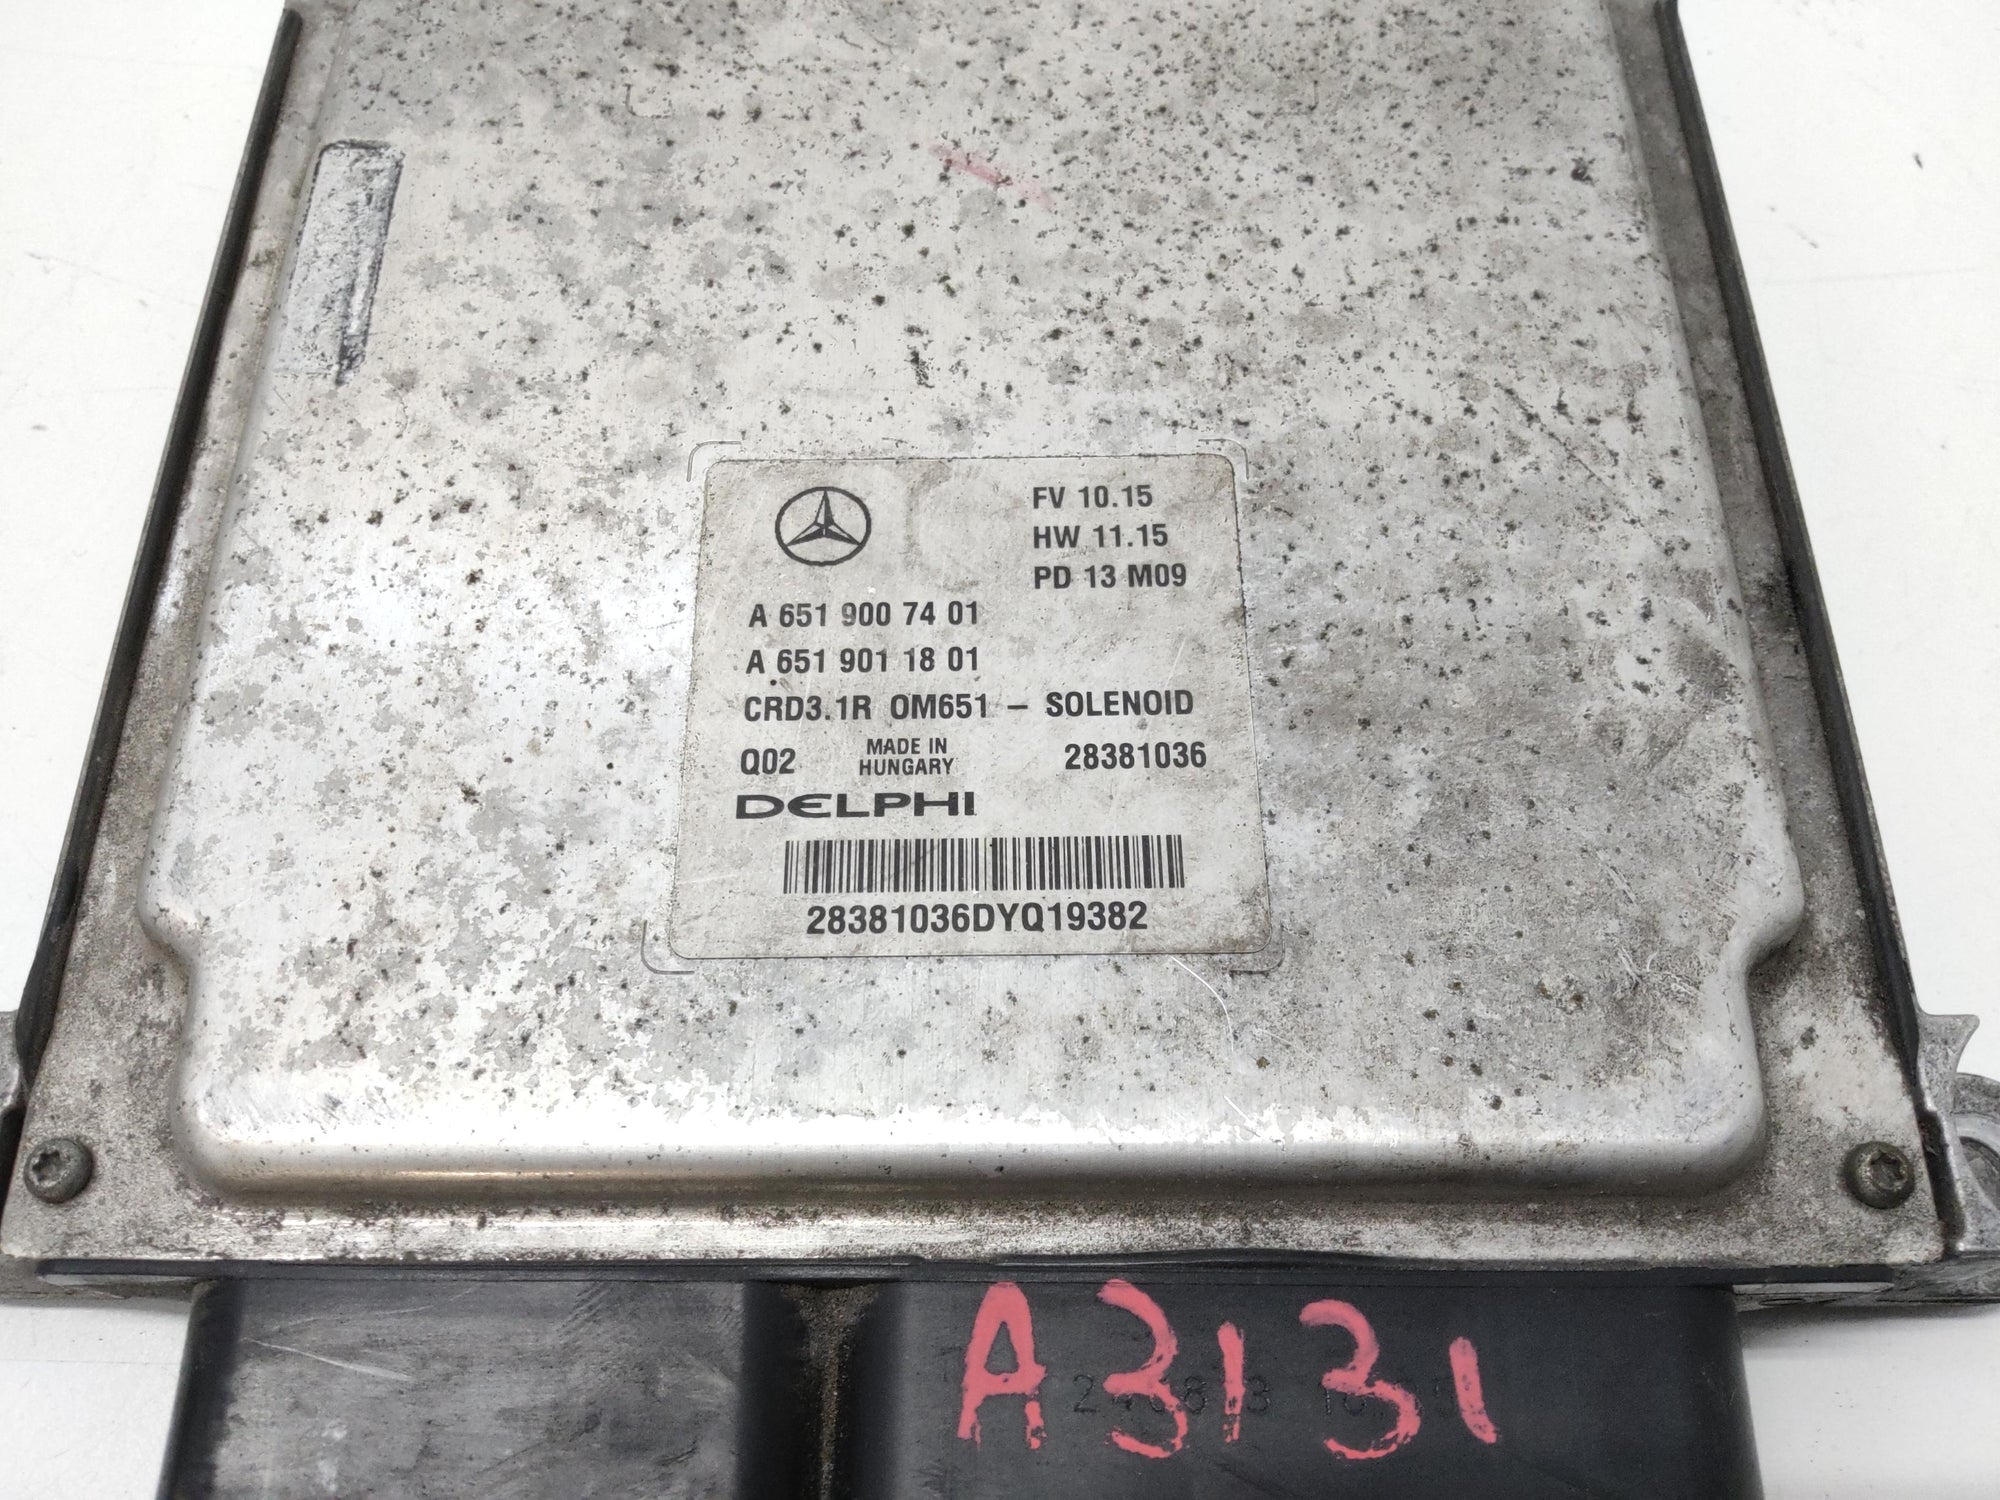 FV 10.15
HW 11.15
PD 13 M09
A 651 900 74 01
A 651 901 18 01
CRD3.1R OM651 – SOLENOID
Q02 MADE IN HUNGARY 28381036
DELPHI
28381036DYQ19382
A3131